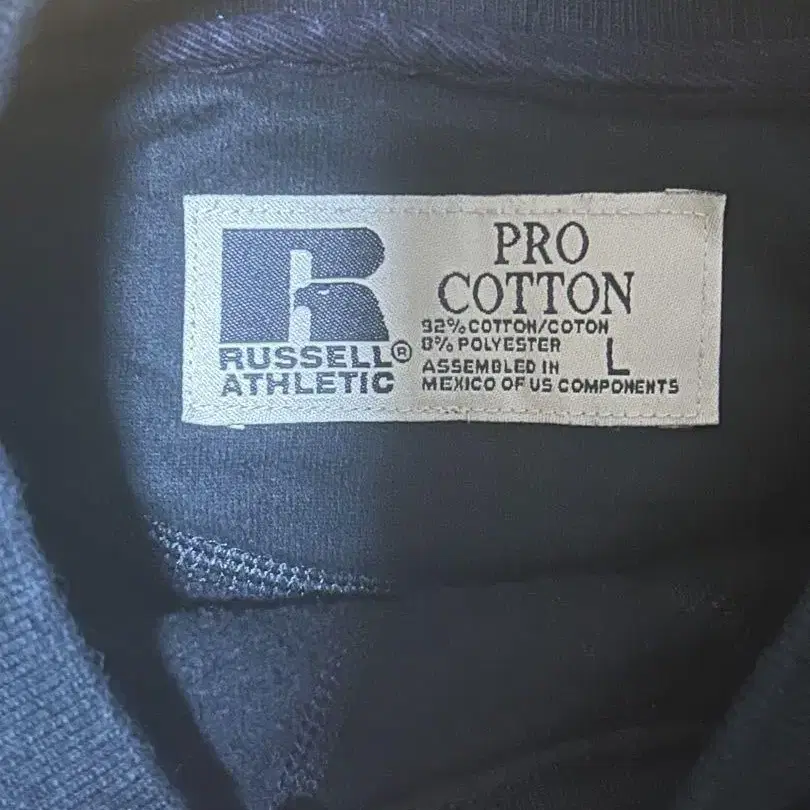 RUSSELL®
ATHLETIC
PRO
COTTON
92% COTTON/COTON
8% POLYESTER
L
ASSEMBLED IN
MEXICO OF US COMPONENTS